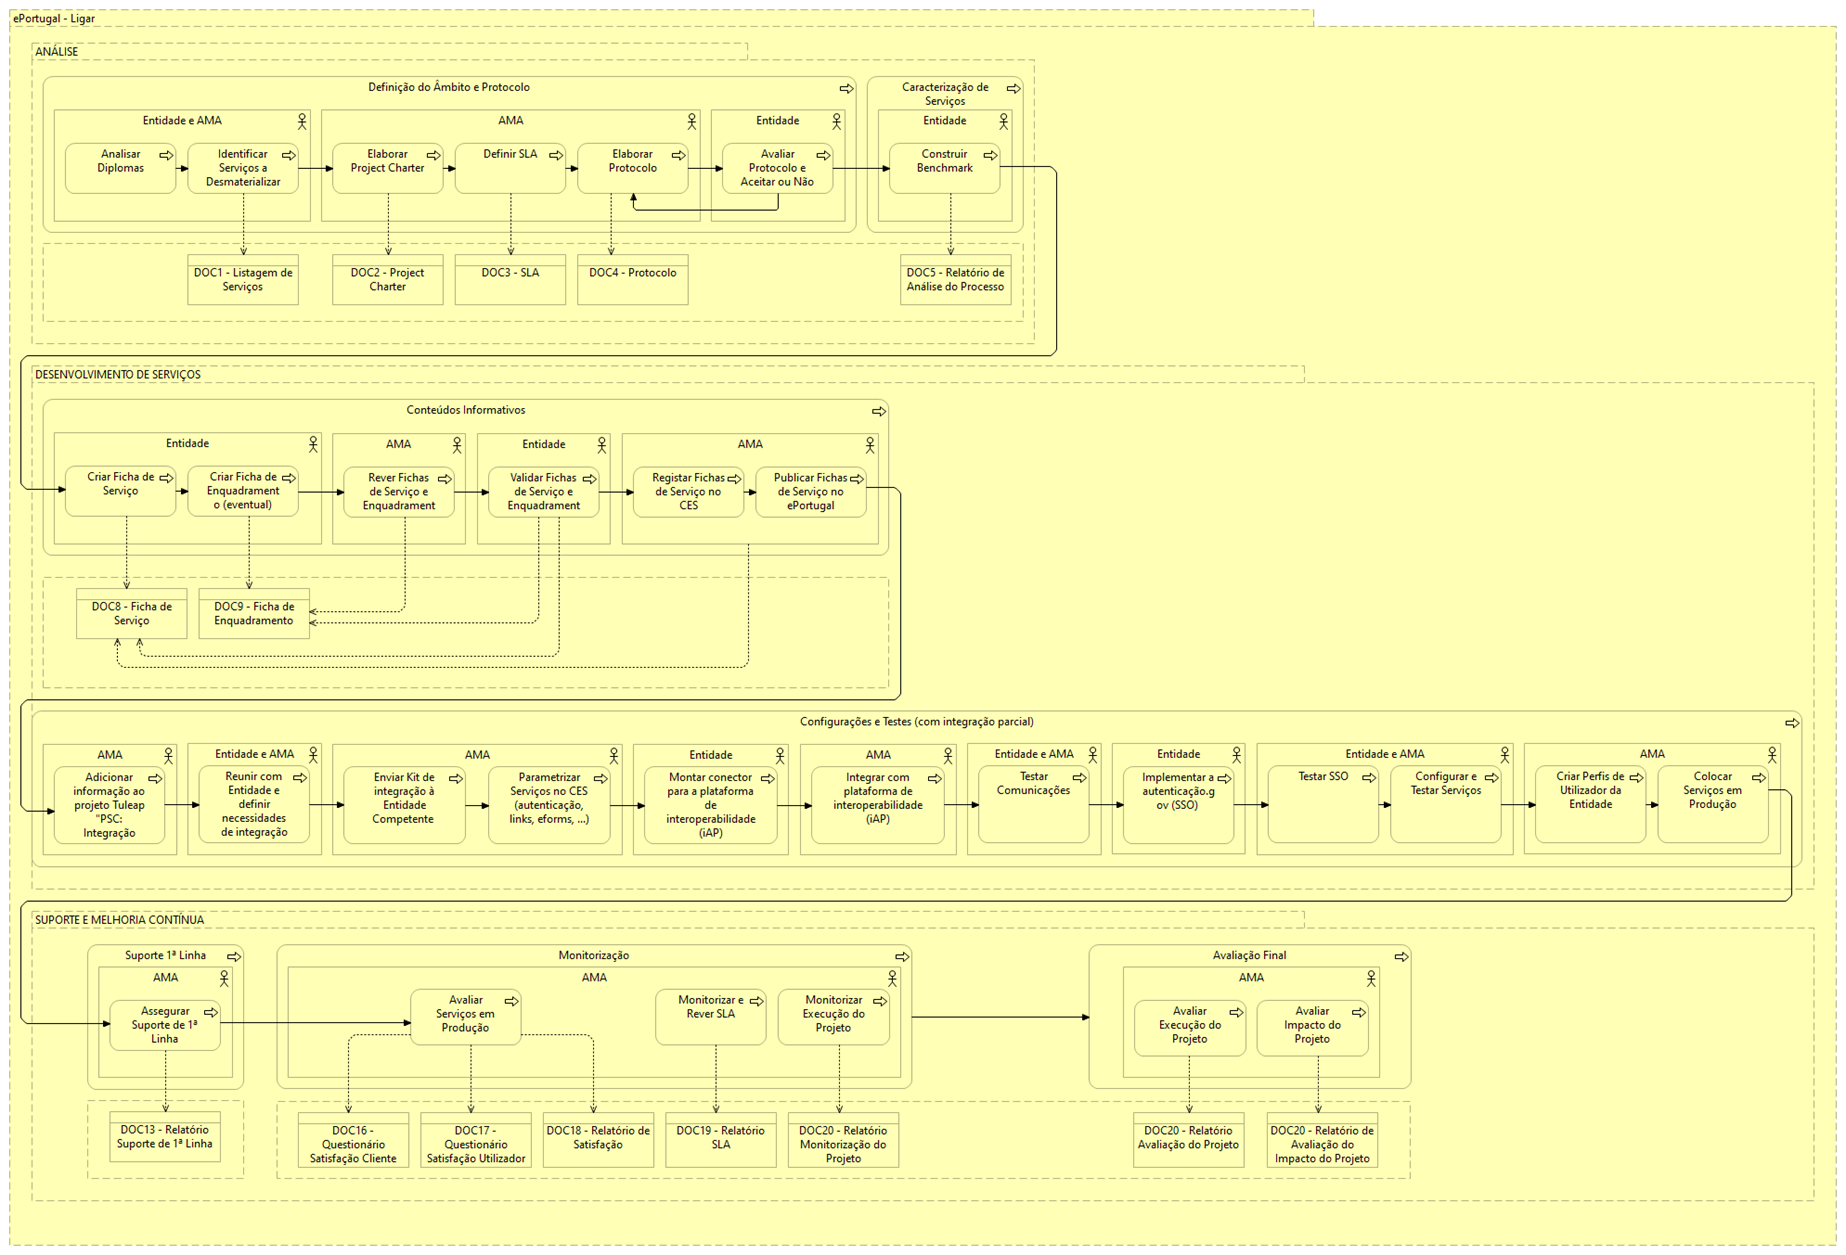 ePortugal - Ligar
ANÁLISE
Definição do Âmbito e Protocolo
Caracterização de
Serviços
Entidade e AMA
AMA
Entidade
Entidade
Analisar
Diplomas
Identificar
Serviços a
Desmaterializar
Elaborar
Project Charter
Definir SLA
Elaborar
Protocolo
Avaliar
Protocolo e
Aceitar ou Não
Construir
Benchmark
DOC1 - Listagem de
Serviços
DOC2 - Project
Charter
DOC3 - SLA
DOC4 - Protocolo
DOC5 - Relatório de
Análise do Processo
DESENVOLVIMENTO DE SERVIÇOS
Conteúdos Informativos
Entidade
AMA
Entidade
AMA
Criar Ficha de
Serviço
Criar Ficha de
Enquadrament
o (eventual)
Rever Fichas
de Serviço e
Enquadrament
Validar Fichas
de Serviço e
Enquadrament
Registar Fichas
de Serviço no
CES
Publicar Fichas
de Serviço no
ePortugal
DOC8 - Ficha de
Serviço
DOC9 - Ficha de
Enquadramento
Configurações e Testes (com integração parcial)
AMA
Entidade e AMA
AMA
Entidade
AMA
Entidade e AMA
Entidade
Entidade e AMA
AMA
Adicionar
informação ao
projeto Tuleap
"PSC:
Integração
Reunir com
Entidade e
definir
necessidades
de integração
Enviar Kit de
integração à
Entidade
Competente
Parametrizar
Serviços no CES
(autenticação,
links, eforms, ...)
Montar conector
para a plataforma
de
interoperabilidade
(iAP)
Integrar com
plataforma de
interoperabilidade
(iAP)
Testar
Comunicações
Implementar a
autenticação.g
ov (SSO)
Testar SSO
Configurar e
Testar Serviços
Criar Perfis de
Utilizador da
Entidade
Colocar
Serviços em
Produção
SUPORTE E MELHORIA CONTÍNUA
Suporte 1ª Linha
Monitorização
Avaliação Final
AMA
AMA
AMA
Assegurar
Suporte de 1ª
Linha
Avaliar
Serviços em
Produção
Monitorizar e
Rever SLA
Monitorizar
Execução do
Projeto
Avaliar
Execução do
Projeto
Avaliar
Impacto do
Projeto
DOC13 - Relatório
Suporte de 1ª Linha
DOC16 -
Questionário
Satisfação Cliente
DOC17 -
Questionário
Satisfação Utilizador
DOC18 - Relatório de
Satisfação
DOC19 - Relatório
SLA
DOC20 - Relatório
Monitorização do
Projeto
DOC20 - Relatório
Avaliação do Projeto
DOC20 - Relatório de
Avaliação do
Impacto do Projeto